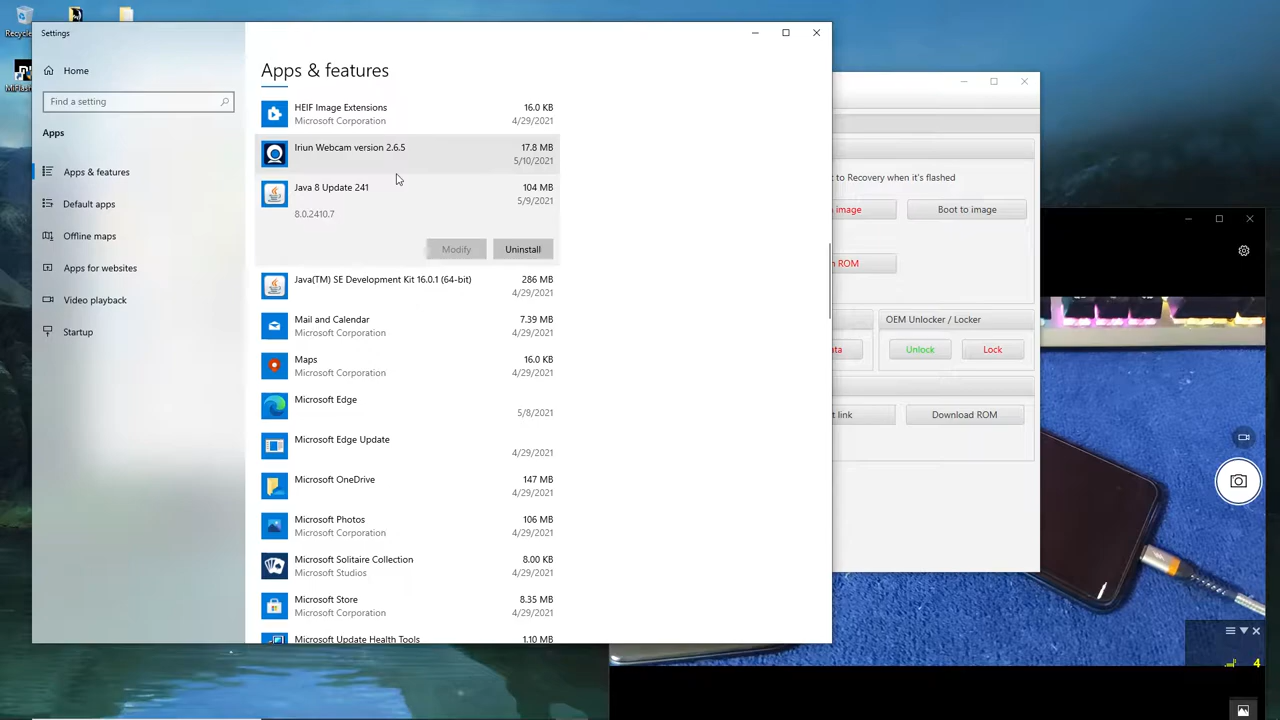 Recycle
MiFlash
Settings
Home
Find a setting
Apps
Apps & features
Default apps
Offline maps
Apps for websites
Video playback
Startup
Apps & features
HEIF Image Extensions 16.0 KB
Microsoft Corporation 4/29/2021
Iriun Webcam version 2.6.5 17.8 MB
5/10/2021
Java 8 Update 241 104 MB
5/9/2021
8.0.2410.7
Modify Uninstall
Java(TM) SE Development Kit 16.0.1 (64-bit) 286 MB
4/29/2021
Mail and Calendar 7.39 MB
Microsoft Corporation 4/29/2021
Maps 16.0 KB
Microsoft Corporation 4/29/2021
Microsoft Edge
5/8/2021
Microsoft Edge Update
4/29/2021
Microsoft OneDrive 147 MB
4/29/2021
Microsoft Photos 106 MB
Microsoft Corporation 4/29/2021
Microsoft Solitaire Collection 8.00 KB
Microsoft Studios 4/29/2021
Microsoft Store 8.35 MB
Microsoft Corporation 4/29/2021
Microsoft Update Health Tools 1.10 MB
t to Recovery when it's flashed
image Boot to image
ROM
OEM Unlocker / Locker
ata Unlock Lock
t link Download ROM
4